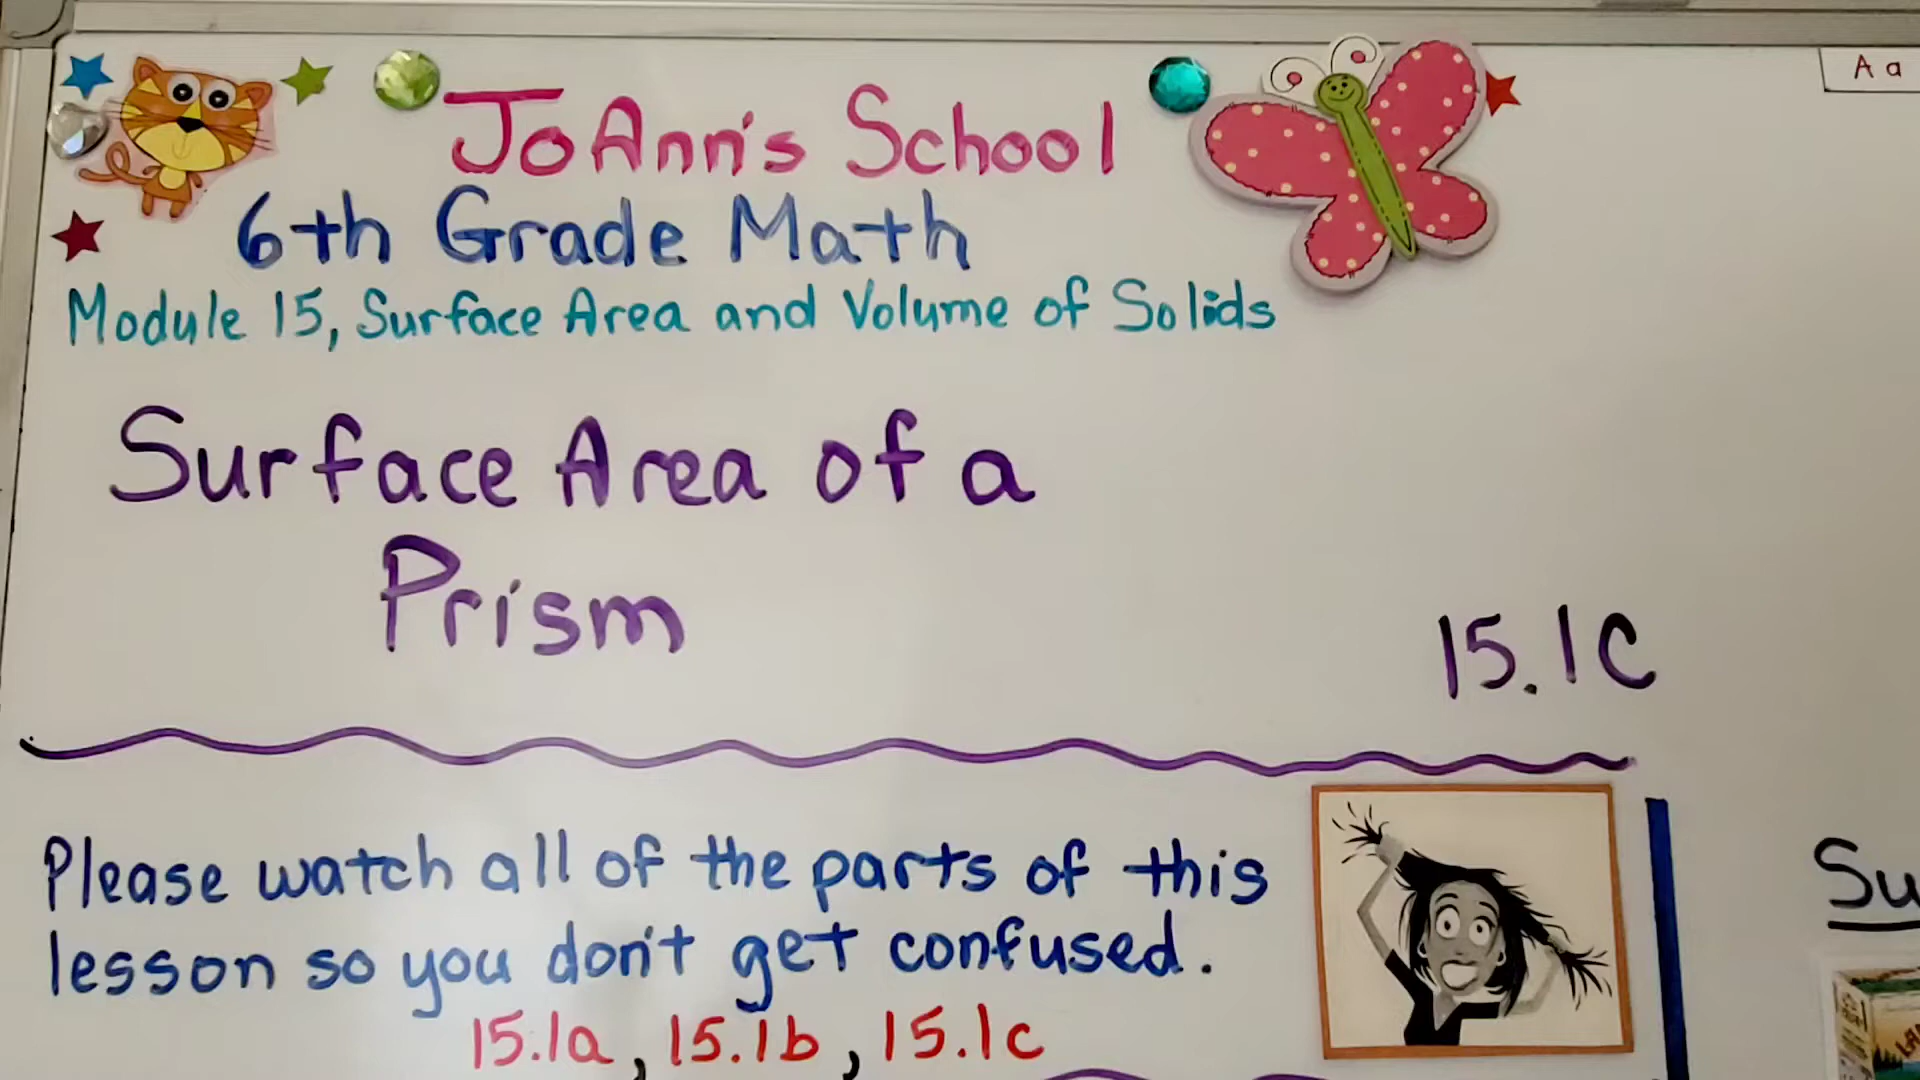 JoAnn's School
A a
6th Grade Math
Module 15, Surface Area and Volume of Solids
Surface Area of a
Prism
15.1c
Please watch all of the parts of this
lesson so you don't get confused.
15.1a, 15.1b, 15.1c
Su